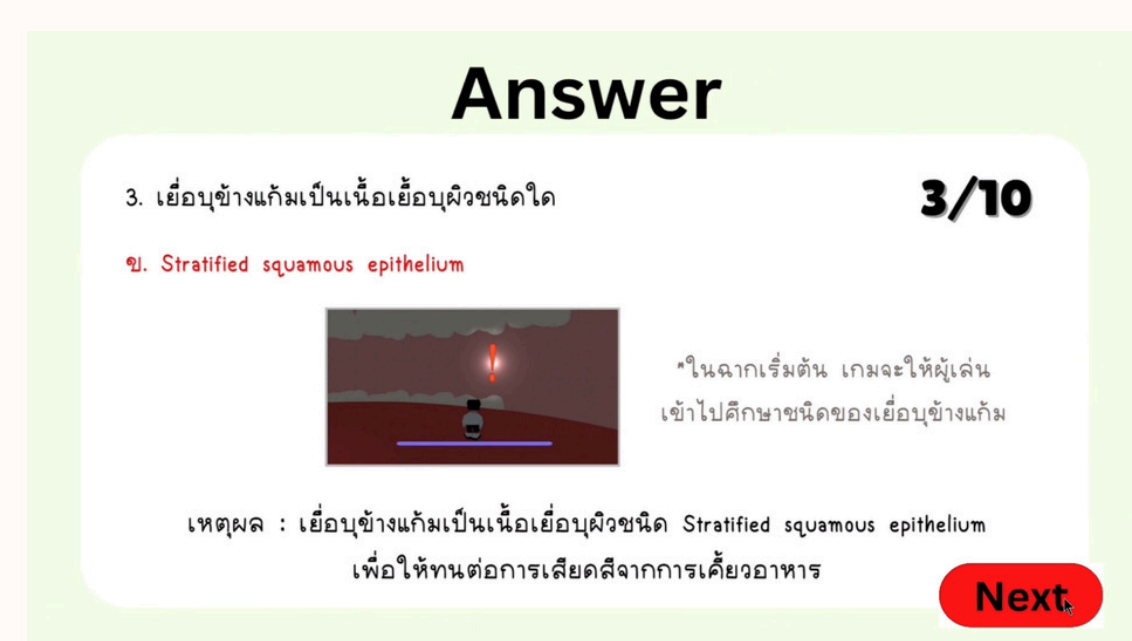 Answer
3. เยื่อบุข้างแก้มเป็นเนื้อเยื้อบุผิวชนิดใด
3/10
ข. Stratified squamous epithelium
!
*ในฉากเริ่มต้น เกมจะให้ผู้เล่น
เข้าไปศึกษาชนิดของเยื่อบุข้างแก้ม
เหตุผล : เยื่อบุข้างแก้มเป็นเนื้อเยื่อบุผิวชนิด Stratified squamous epithelium
เพื่อให้ทนต่อการเสียดสีจากการเคี้ยวอาหาร
Next